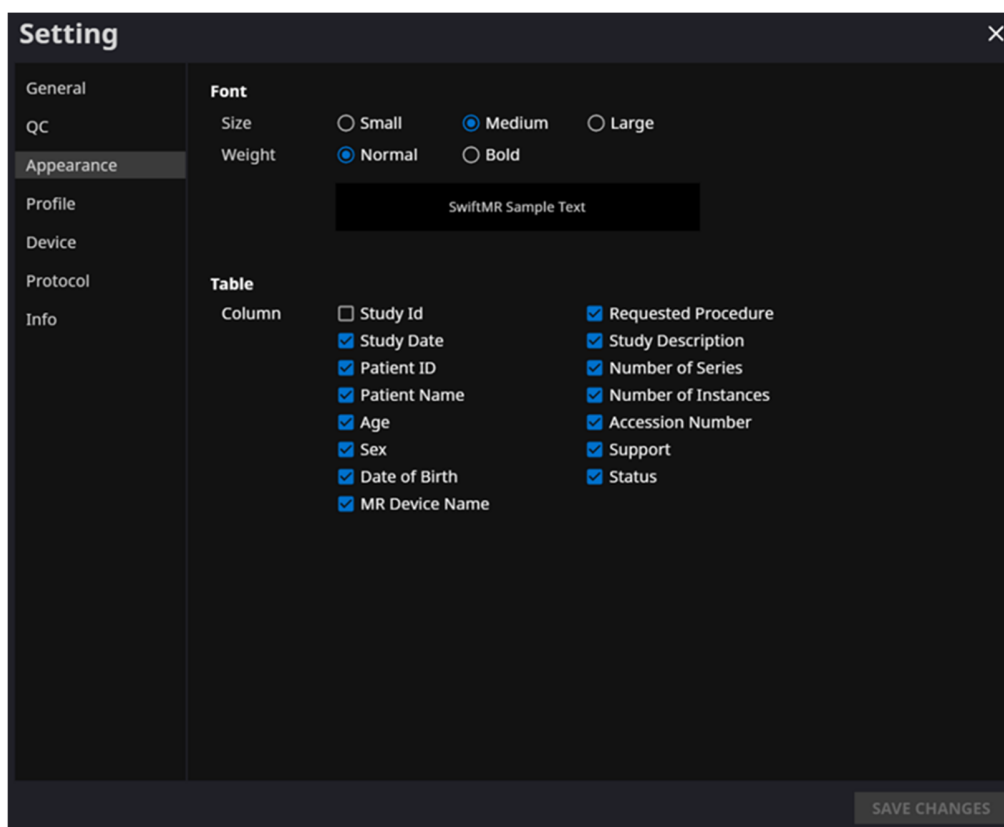 Setting
General
QC
Appearance
Profile
Device
Protocol
Info
Font
Size Small Medium Large
Weight Normal Bold
SwiftMR Sample Text
Table
Column Study Id Requested Procedure
Study Date Study Description
Patient ID Number of Series
Patient Name Number of Instances
Age Accession Number
Sex Support
Date of Birth Status
MR Device Name
SAVE CHANGES